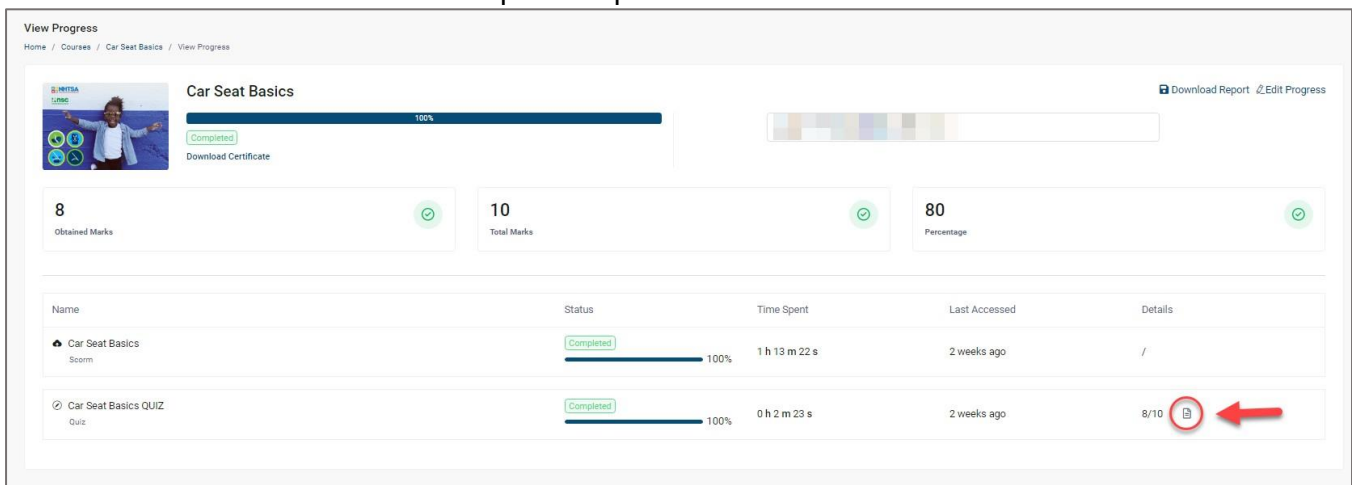 View Progress
Home / Courses / Car Seat Basics / View Progress
NHTSA
nsc
Car Seat Basics
Download Report Edit Progress
100%
Completed
Download Certificate
8
Obtained Marks
10
Total Marks
80
Percentage
Name Status Time Spent Last Accessed Details
Car Seat Basics
Scorm
Completed
100%
1 h 13 m 22 s
2 weeks ago
/
Car Seat Basics QUIZ
Quiz
Completed
100%
0 h 2 m 23 s
2 weeks ago
8/10